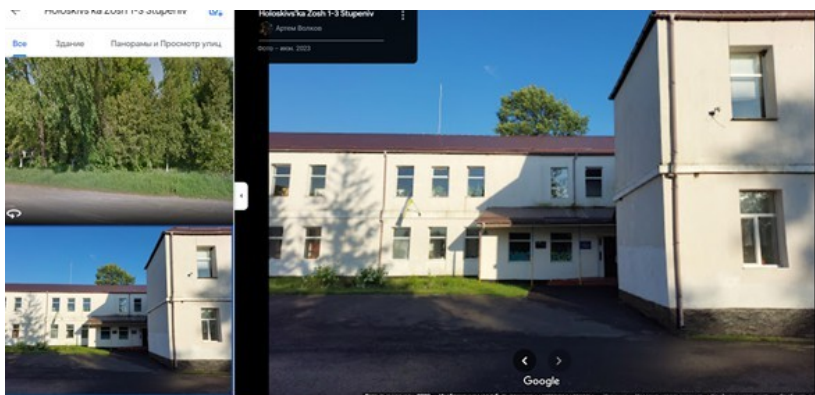 Holoskivs'ka Zosh 1-3 Stupeniv
Все Здание Панорамы и Просмотр улиц
Holoskivs'ka Zosh 1-3 Stupeniv
Артем Волков
Фото – июн. 2023
Google